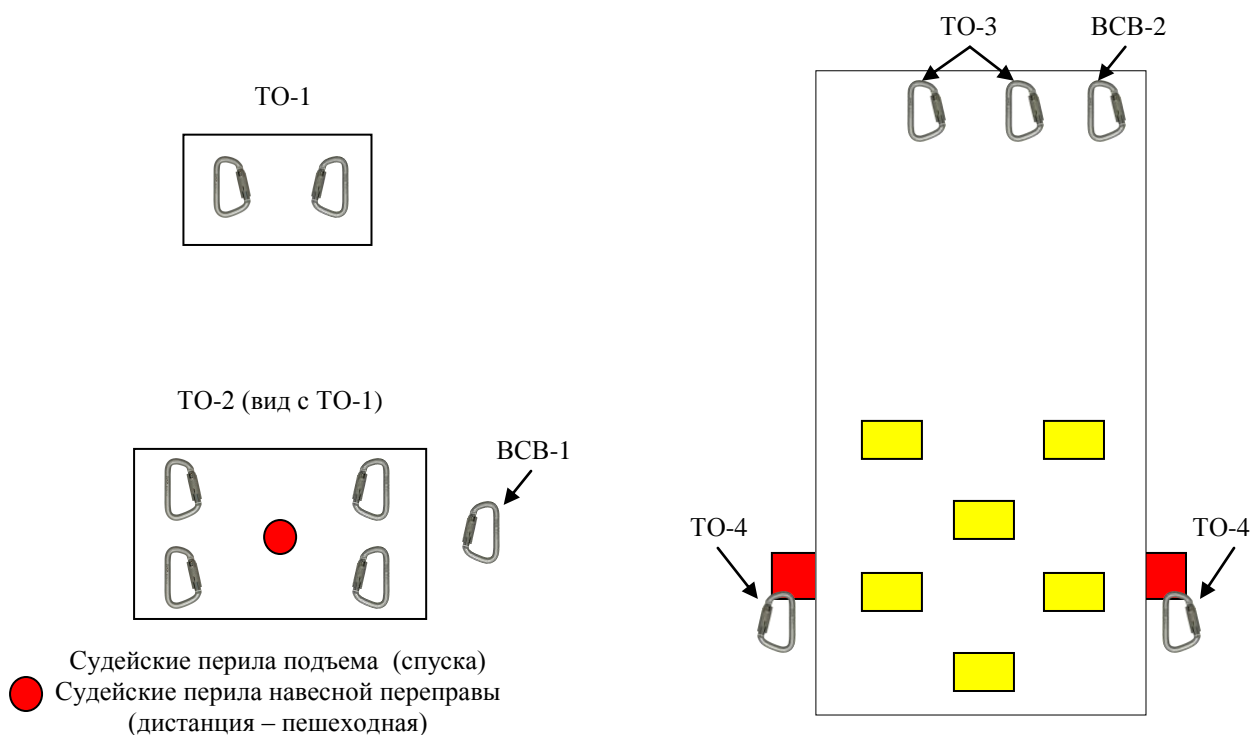 ТО-1
ТО-2 (вид с ТО-1)
ВСВ-1
Судейские перила подъема (спуска)
Судейские перила навесной переправы
(дистанция – пешеходная)
ТО-3
ВСВ-2
ТО-4
ТО-4